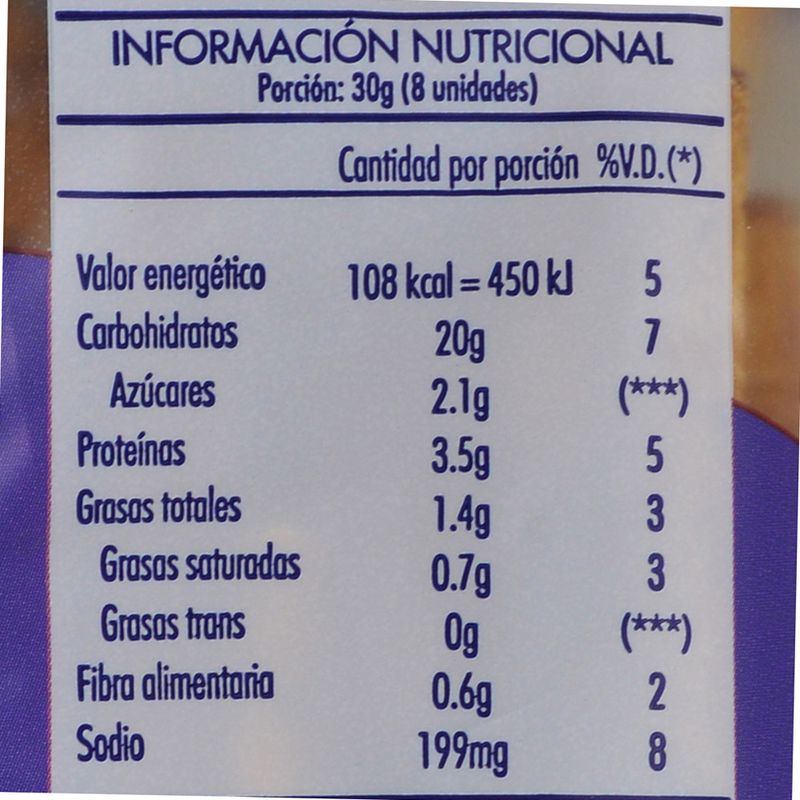 INFORMACIÓN NUTRICIONAL
Porción: 30g (8 unidades)
Cantidad por porción %V.D.(*)
Valor energético 108 kcal = 450 kJ 5
Carbohidratos 20g 7
Azúcares 2.1g (***)
Proteínas 3.5g 5
Grasas totales 1.4g 3
Grasas saturadas 0.7g 3
Grasas trans 0g (***)
Fibra alimentaria 0.6g 2
Sodio 199mg 8